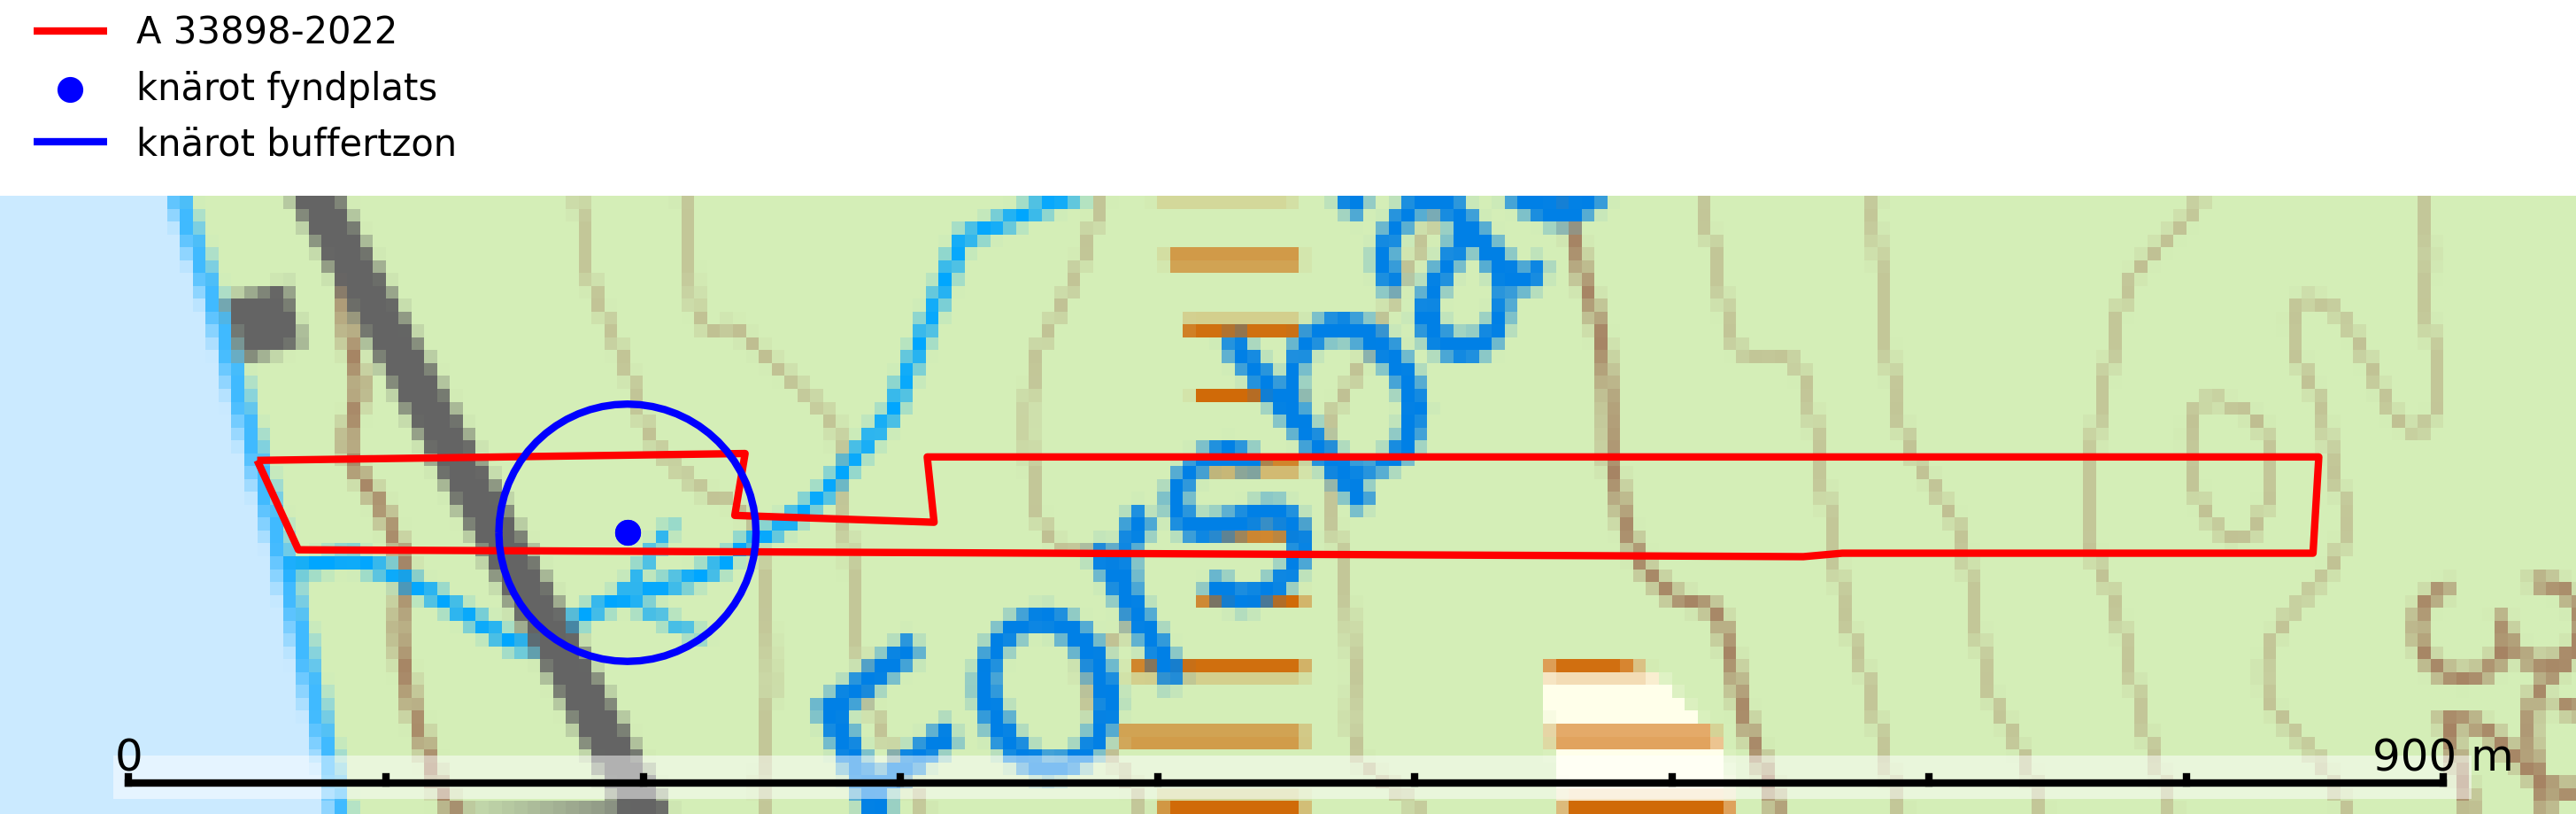 A 33898-2022
knärot fyndplats
knärot buffertzon
0
900 m